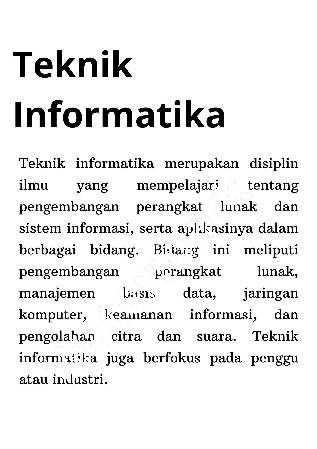 Teknik
Informatika
Teknik informatika merupakan disiplin
ilmu yang mempelajari tentang
pengembangan perangkat lunak dan
sistem informasi, serta aplikasinya dalam
berbagai bidang. Bidang ini meliputi
pengembangan perangkat lunak,
manajemen basis data, jaringan
komputer, keamanan informasi, dan
pengolahan citra dan suara. Teknik
informatika juga berfokus pada penggu
atau industri.